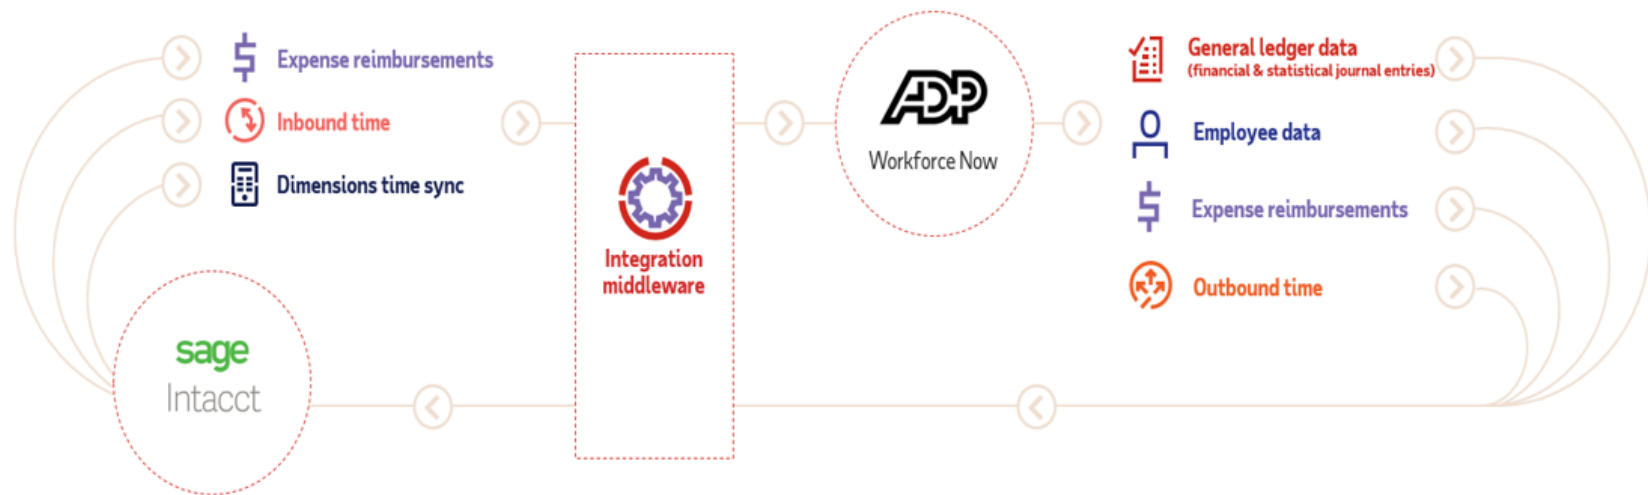 Expense reimbursements
Inbound time
Dimensions time sync
sage
Intacct
Integration
middleware
ADP
Workforce Now
General ledger data
(financial & statistical journal entries)
Employee data
Expense reimbursements
Outbound time